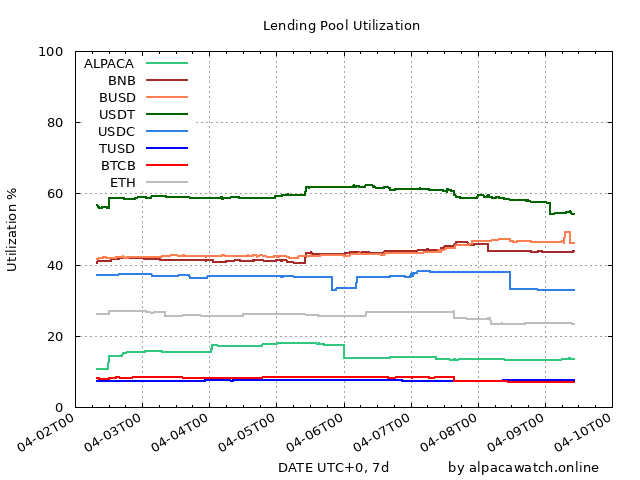 Lending Pool Utilization
100
80
60
40
20
0
Utilization %
ALPACA
BNB
BUSD
USDT
USDC
TUSD
BTCB
ETH
04-02T00
04-03T00
04-04T00
04-05T00
04-06T00
04-07T00
04-08T00
04-09T00
04-10T00
DATE UTC+0, 7d
by alpacawatch.online